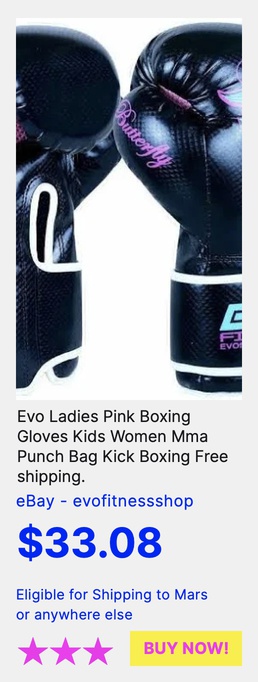 Butterfly
Evo Ladies Pink Boxing
Gloves Kids Women Mma
Punch Bag Kick Boxing Free
shipping.
eBay - evofitnessshop
$33.08
Eligible for Shipping to Mars
or anywhere else
BUY NOW!